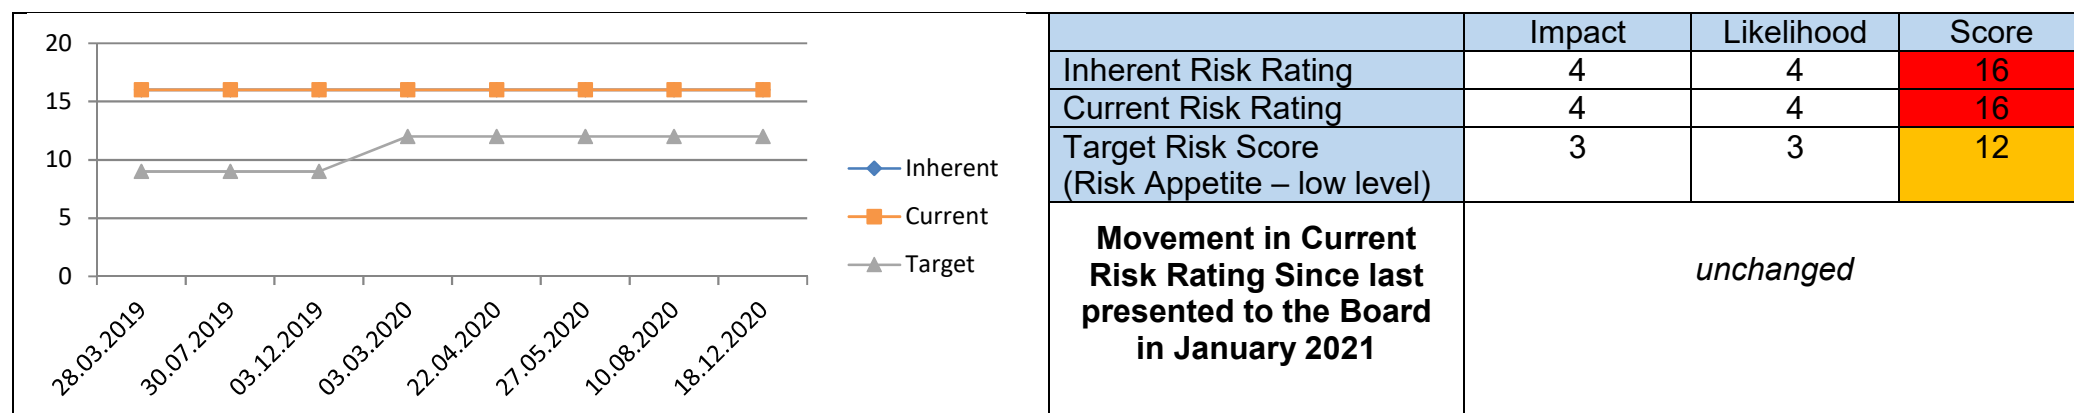 20
15
10
5
0
28.03.2019
30.07.2019
03.12.2019
03.03.2020
22.04.2020
27.05.2020
10.08.2020
18.12.2020
Inherent
Current
Target
Impact Likelihood Score
Inherent Risk Rating 4 4 16
Current Risk Rating 4 4 16
Target Risk Score 3 3 12
(Risk Appetite – low level)
Movement in Current
Risk Rating Since last
presented to the Board
in January 2021
unchanged